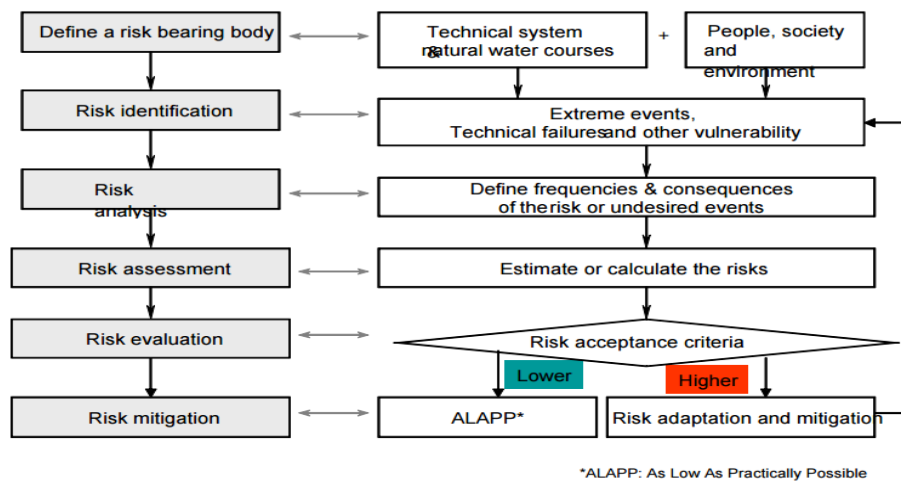 Define a risk bearing body
Technical system
&
natural water courses
+
People, society
and
environment
Risk identification
Extreme events,
Technical failures and other vulnerability
Risk
analysis
Define frequencies & consequences
of the risk or undesired events
Risk assessment
Estimate or calculate the risks
Risk evaluation
Risk acceptance criteria
Lower
Higher
Risk mitigation
ALAPP*
Risk adaptation and mitigation
*ALAPP: As Low As Practically Possible